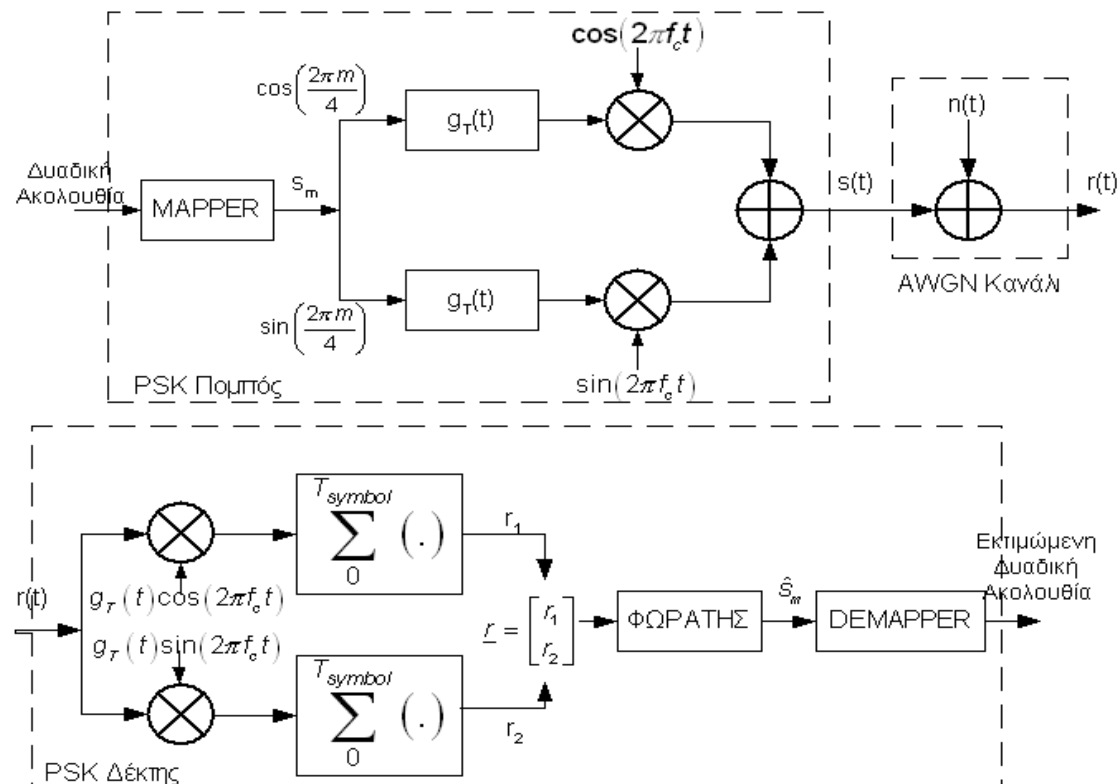 cos(2πf_c t)
cos(2πm/4)
g_T(t)
n(t)
Δυαδική
Ακολουθία
MAPPER
s_m
s(t)
r(t)
AWGN Κανάλι
sin(2πm/4)
g_T(t)
PSK Πομπός
sin(2πf_c t)
T_symbol
∑ (.)
0
r_1
Εκτιμώμενη
Δυαδική
Ακολουθία
r(t)
g_T(t)cos(2πf_c t)
g_T(t)sin(2πf_c t)
r = [r_1 r_2]
ΦΩΡΑΤΗΣ
ŝ_m
DEMAPPER
T_symbol
∑ (.)
0
r_2
PSK Δέκτης